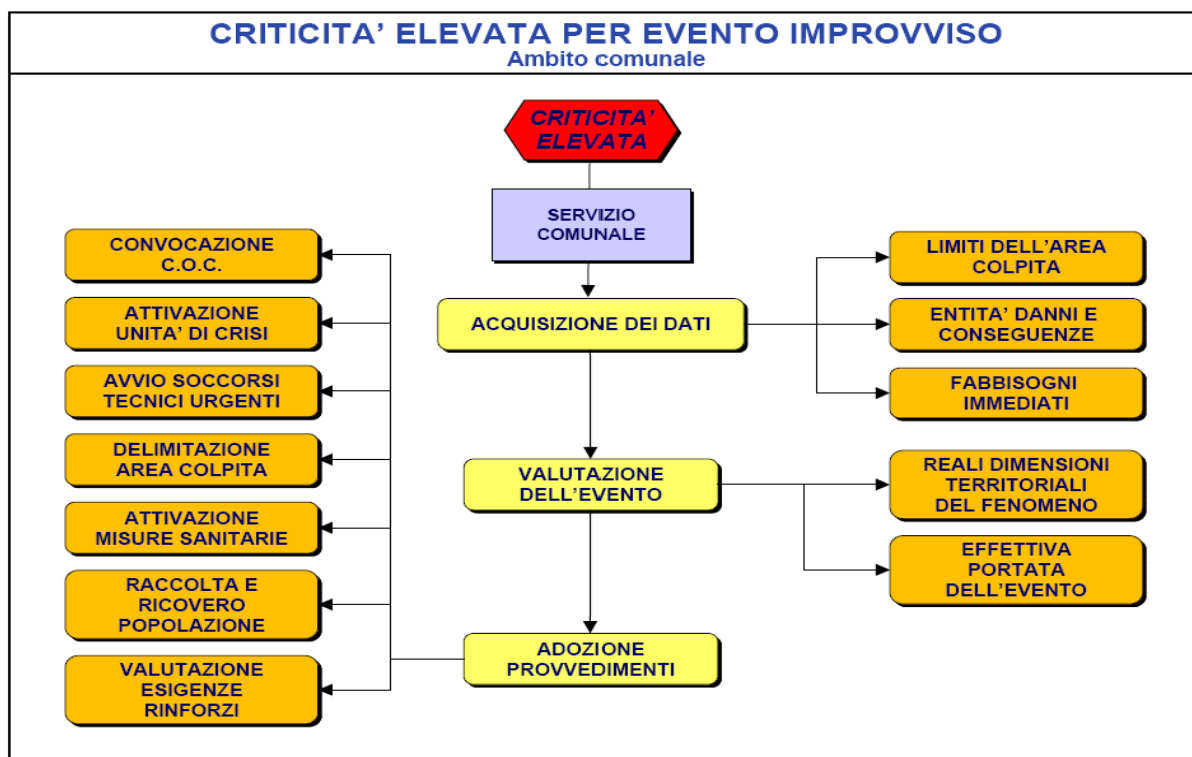 CRITICITA' ELEVATA PER EVENTO IMPROVVISO
Ambito comunale
CRITICITA'
ELEVATA
SERVIZIO
COMUNALE
ACQUISIZIONE DEI DATI
LIMITI DELL'AREA
COLPITA
ENTITA' DANNI E
CONSEGUENZE
FABBISOGNI
IMMEDIATI
VALUTAZIONE
DELL'EVENTO
REALI DIMENSIONI
TERRITORIALI
DEL FENOMENO
EFFETTIVA
PORTATA
DELL'EVENTO
ADOZIONE
PROVVEDIMENTI
CONVOCAZIONE
C.O.C.
ATTIVAZIONE
UNITA' DI CRISI
AVVIO SOCCORSI
TECNICI URGENTI
DELIMITAZIONE
AREA COLPITA
ATTIVAZIONE
MISURE SANITARIE
RACCOLTA E
RICOVERO
POPOLAZIONE
VALUTAZIONE
ESIGENZE
RINFORZI